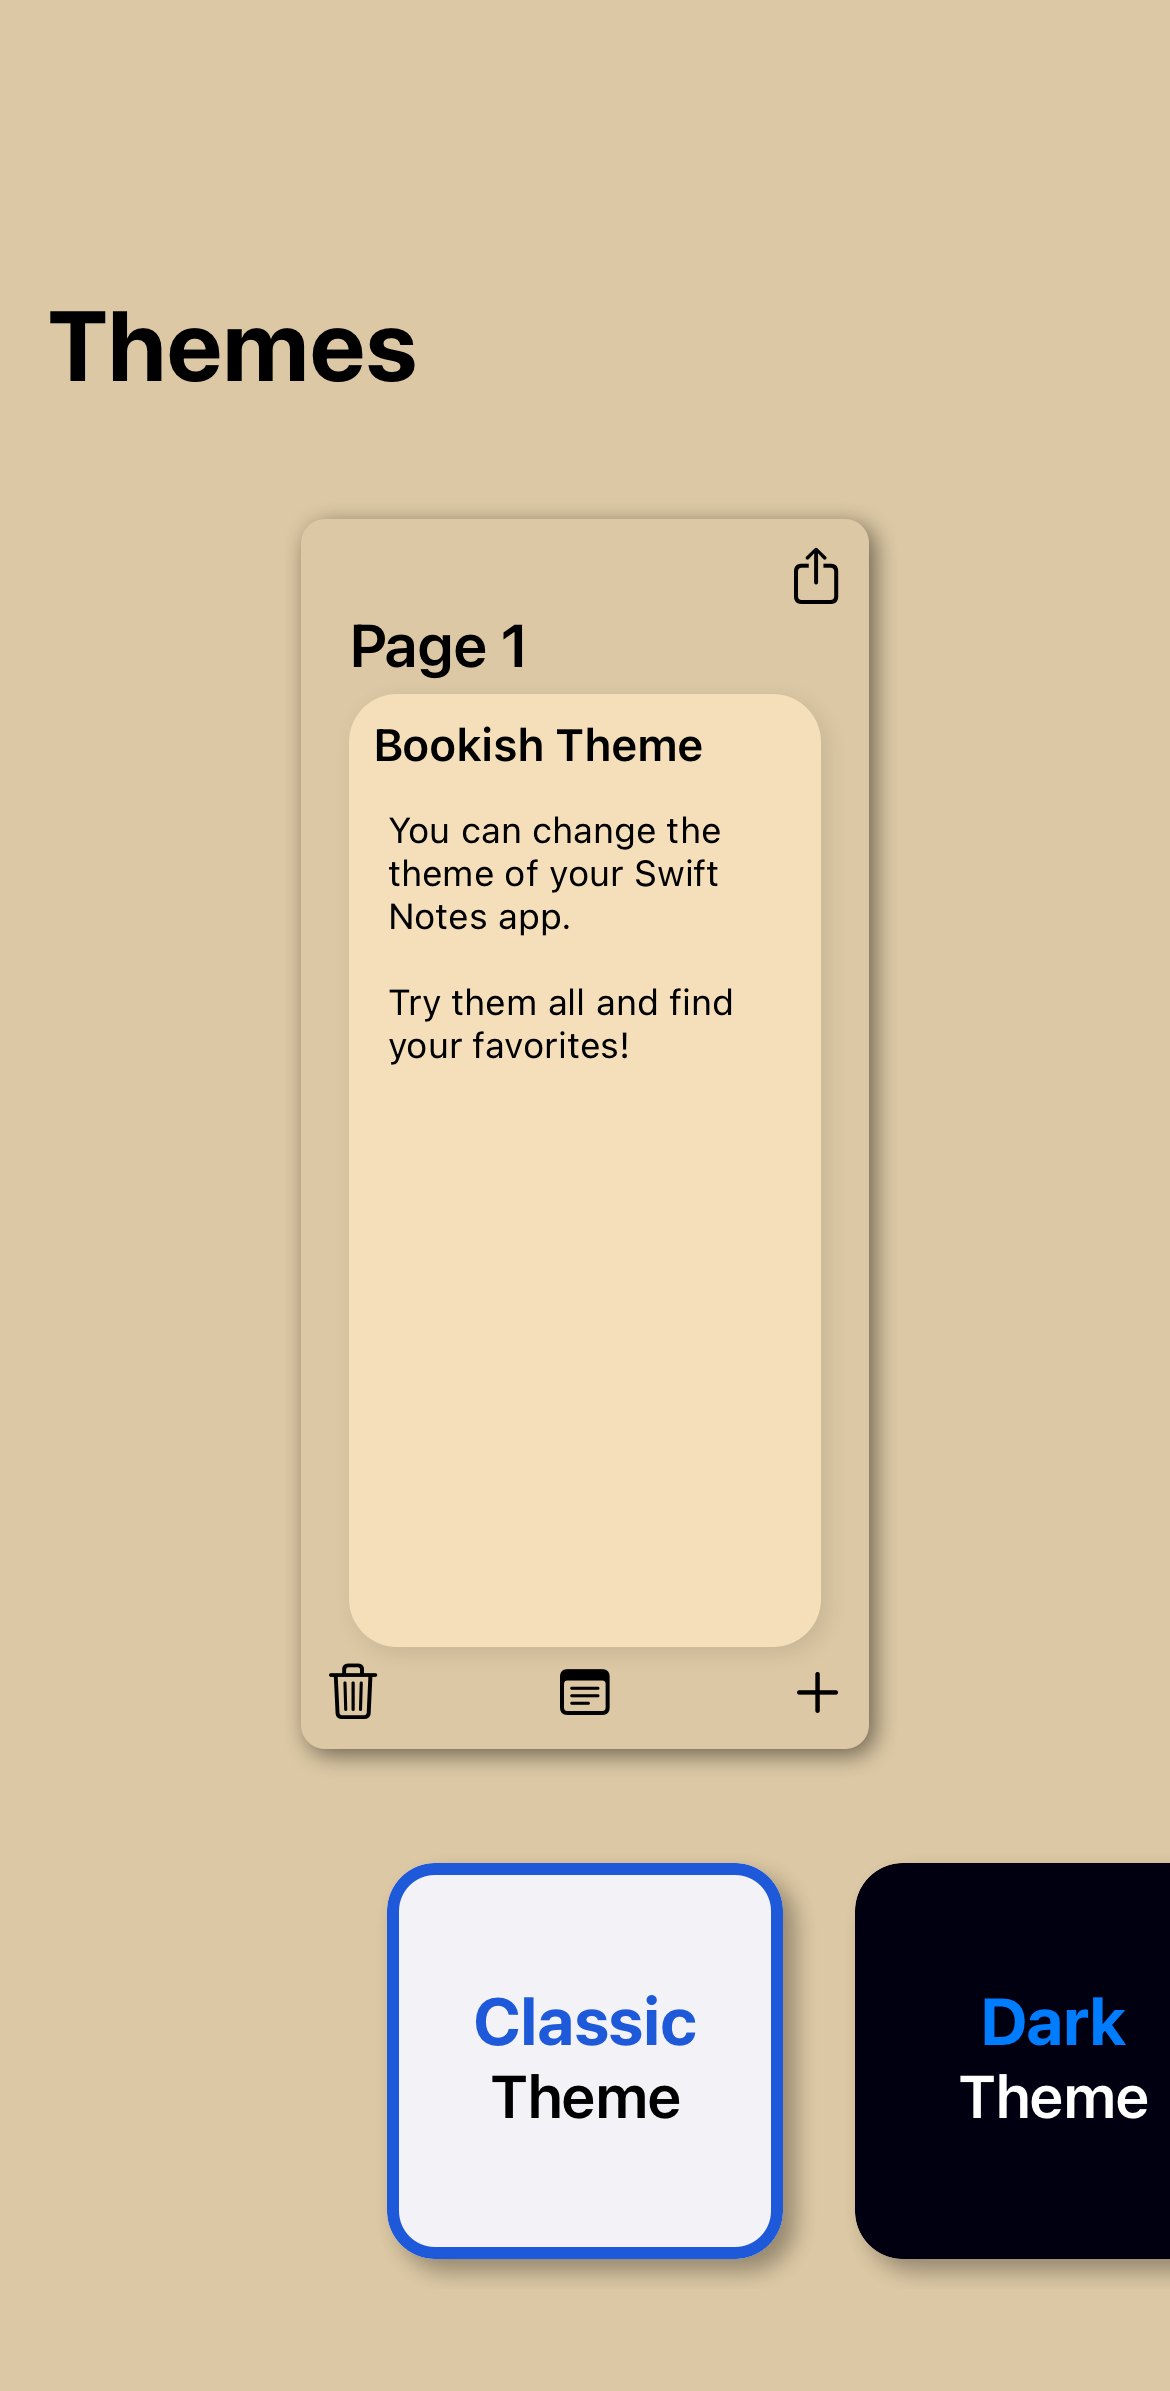 Themes
Page 1
Bookish Theme
You can change the
theme of your Swift
Notes app.
Try them all and find
your favorites!
Classic
Theme
Dark
Theme